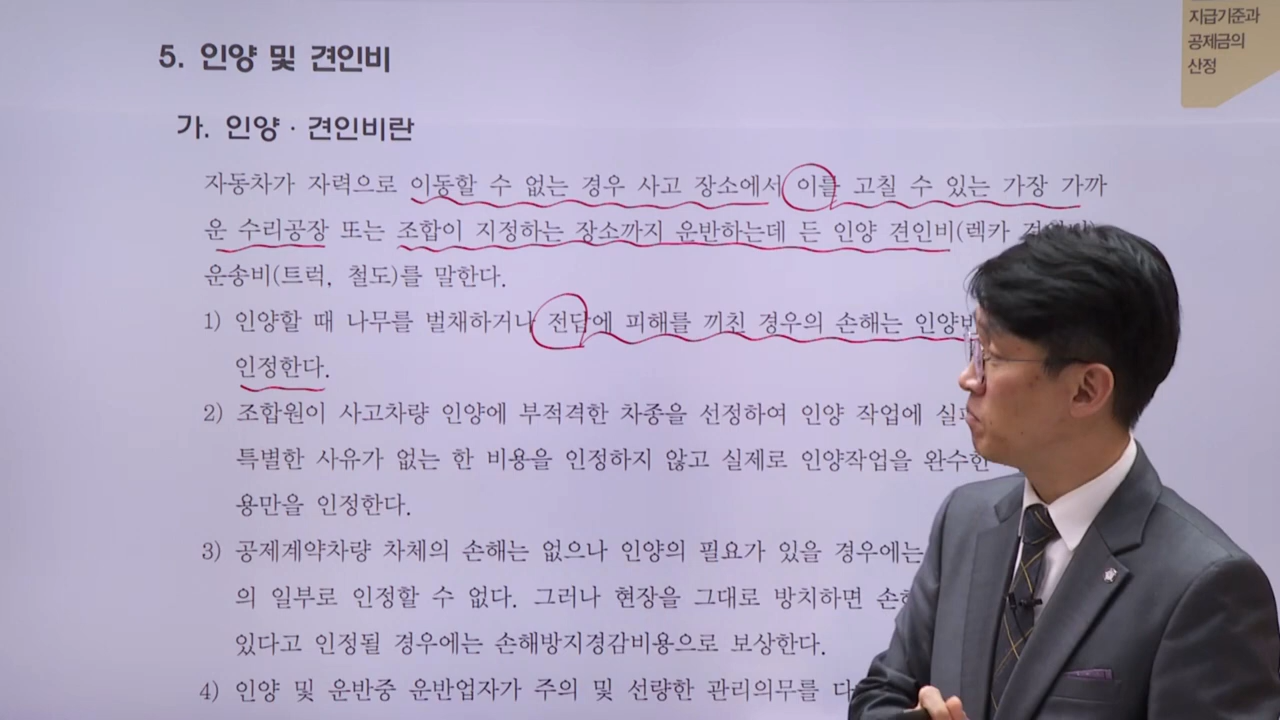 지급기준과
공제금의
산정
5. 인양 및 견인비
가. 인양 · 견인비란
자동차가 자력으로 이동할 수 없는 경우 사고 장소에서 이를 고칠 수 있는 가장 가까
운 수리공장 또는 조합이 지정하는 장소까지 운반하는데 든 인양 견인비(렉카
운송비(트럭, 철도)를 말한다.
1) 인양할 때 나무를 벌채하거나 전답에 피해를 끼친 경우의 손해는
인정한다.
2) 조합원이 사고차량 인양에 부적격한 차종을 선정하여 인양 작업에
특별한 사유가 없는 한 비용을 인정하지 않고 실제로 인양작업을 완수한
용만을 인정한다.
3) 공제계약차량 차체의 손해는 없으나 인양의 필요가 있을 경우에는
의 일부로 인정할 수 없다. 그러나 현장을 그대로 방치하면
있다고 인정될 경우에는 손해방지경감비용으로 보상한다.
4) 인양 및 운반중 운반업자가 주의 및 선량한 관리의무를